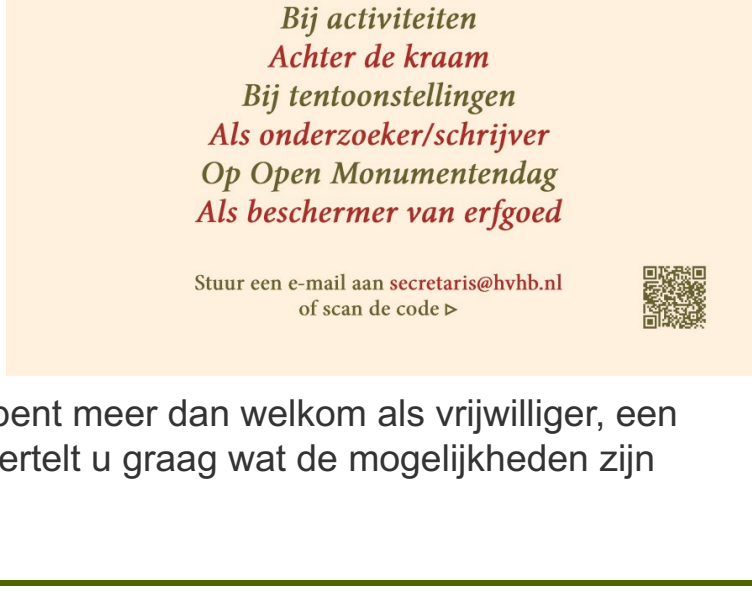 Bij activiteiten
Achter de kraam
Bij tentoonstellingen
Als onderzoeker/schrijver
Op Open Monumentendag
Als beschermer van erfgoed
Stuur een e-mail aan secretaris@hvhb.nl
of scan de code ▹
bent meer dan welkom als vrijwilliger, een
ertelt u graag wat de mogelijkheden zijn